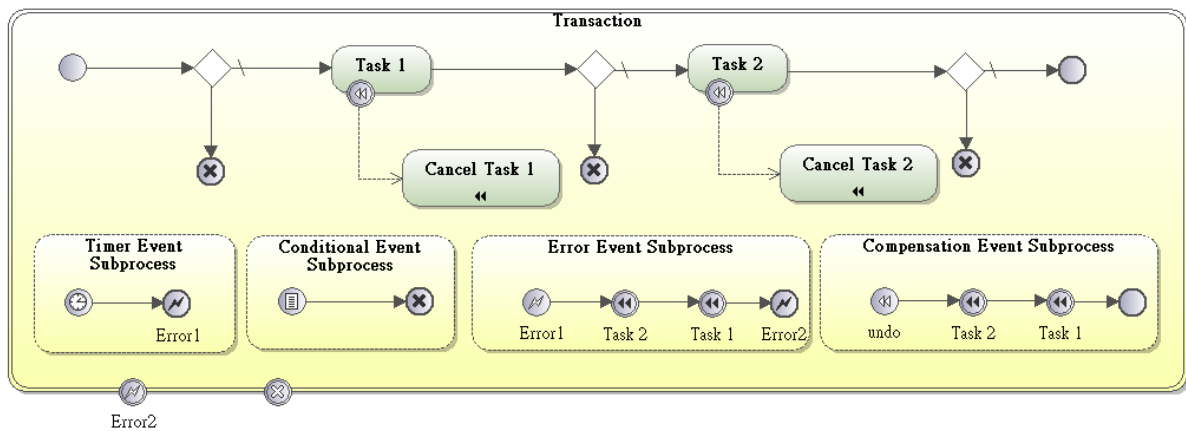 Transaction
Task 1
Task 2
Cancel Task 1
Cancel Task 2
Timer Event
Subprocess
Error1
Conditional Event
Subprocess
Error Event Subprocess
Error1
Task 2
Task 1
Error2
Compensation Event Subprocess
undo
Task 2
Task 1
Error2